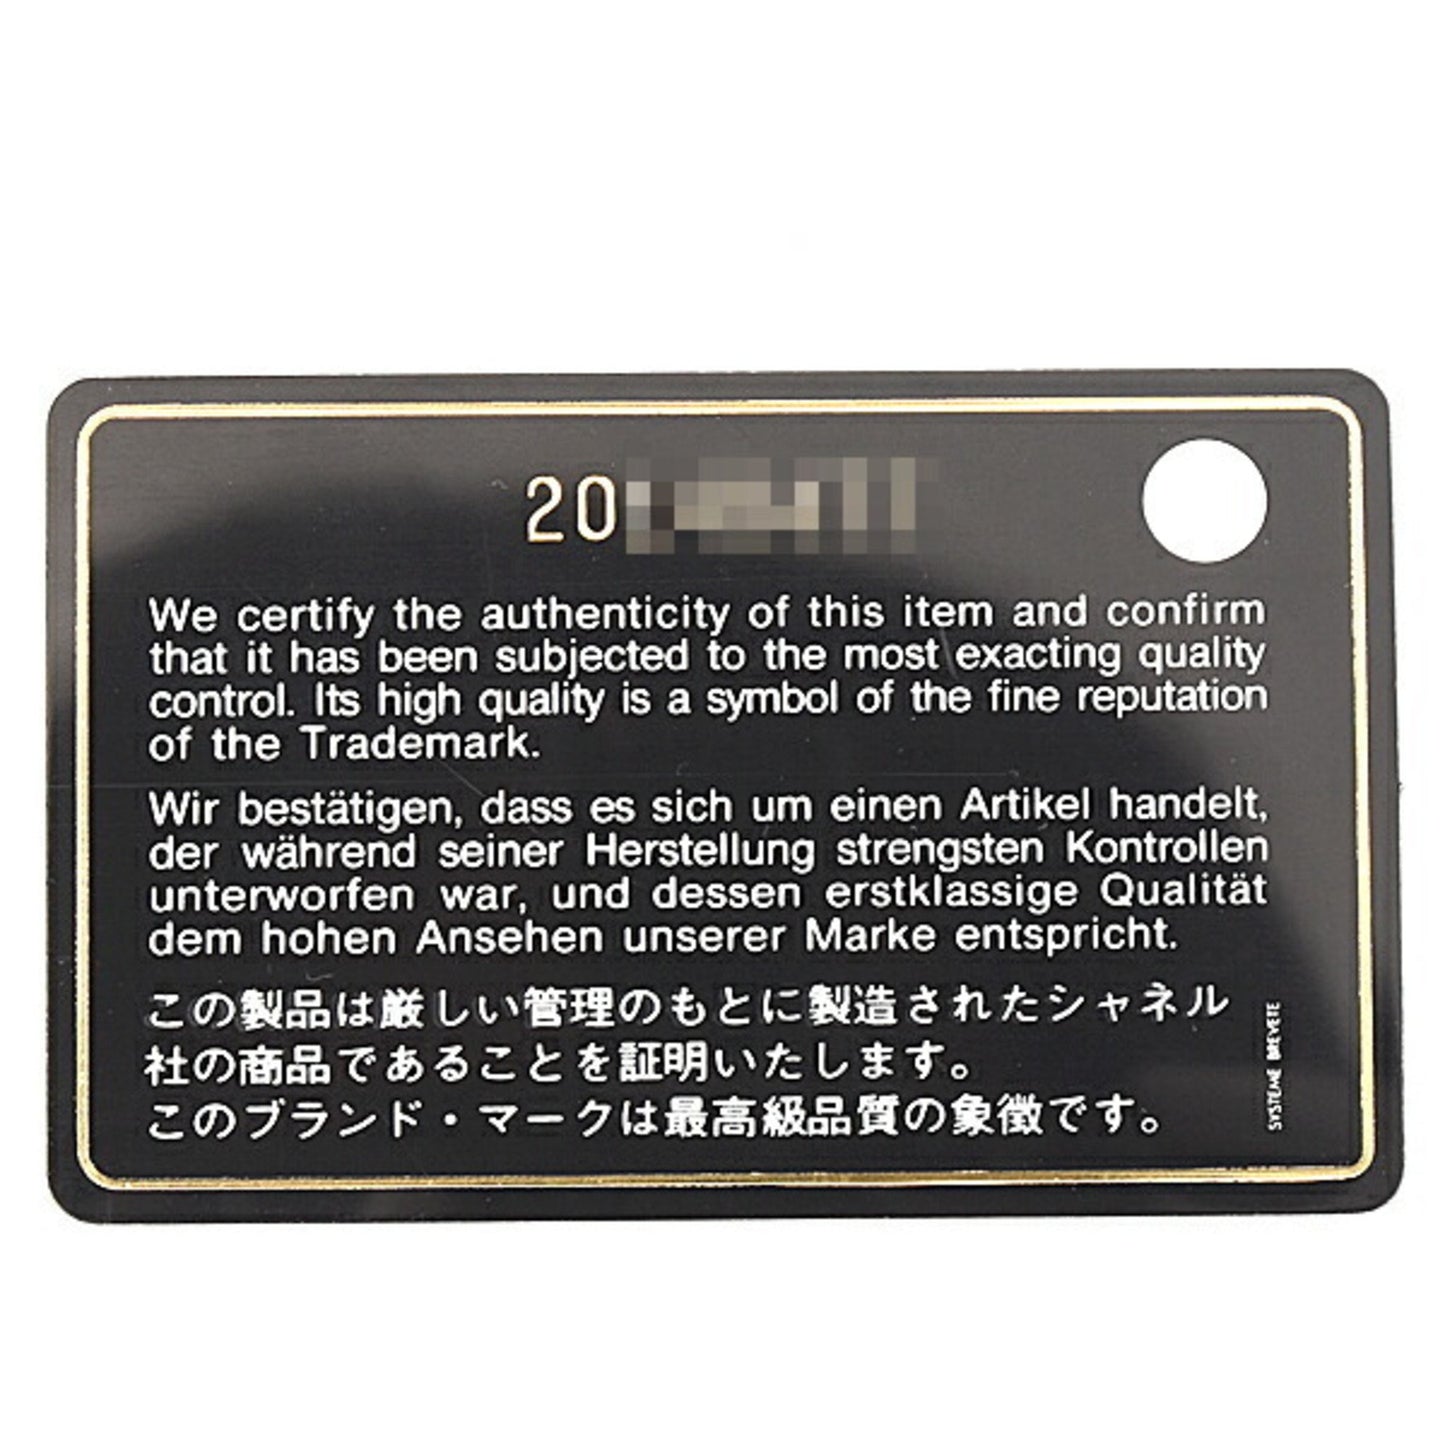 20
We certify the authenticity of this item and confirm
that it has been subjected to the most exacting quality
control. Its high quality is a symbol of the fine reputation
of the Trademark.
Wir bestätigen, dass es sich um einen Artikel handelt,
der während seiner Herstellung strengsten Kontrollen
unterworfen war, und dessen erstklassige Qualität
dem hohen Ansehen unserer Marke entspricht.
この製品は厳しい管理のもとに製造されたシャネル
社の商品であることを証明いたします。
このブランド・マークは最高級品質の象徴です。
SYSTEME BREVETE